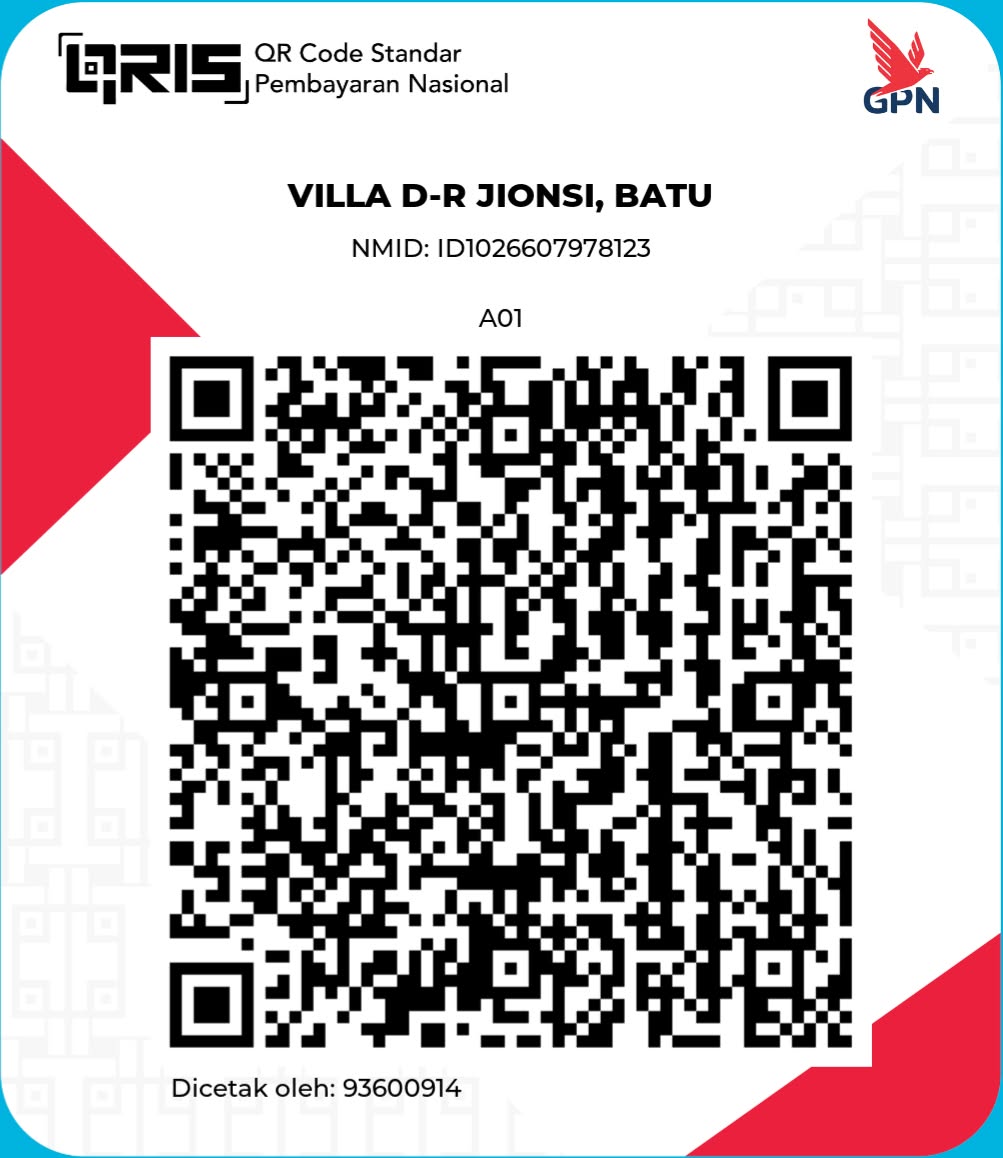 QRIS QR Code Standar
Pembayaran Nasional
GPN
VILLA D-R JIONSI, BATU
NMID: ID1026607978123
A01
Dicetak oleh: 93600914